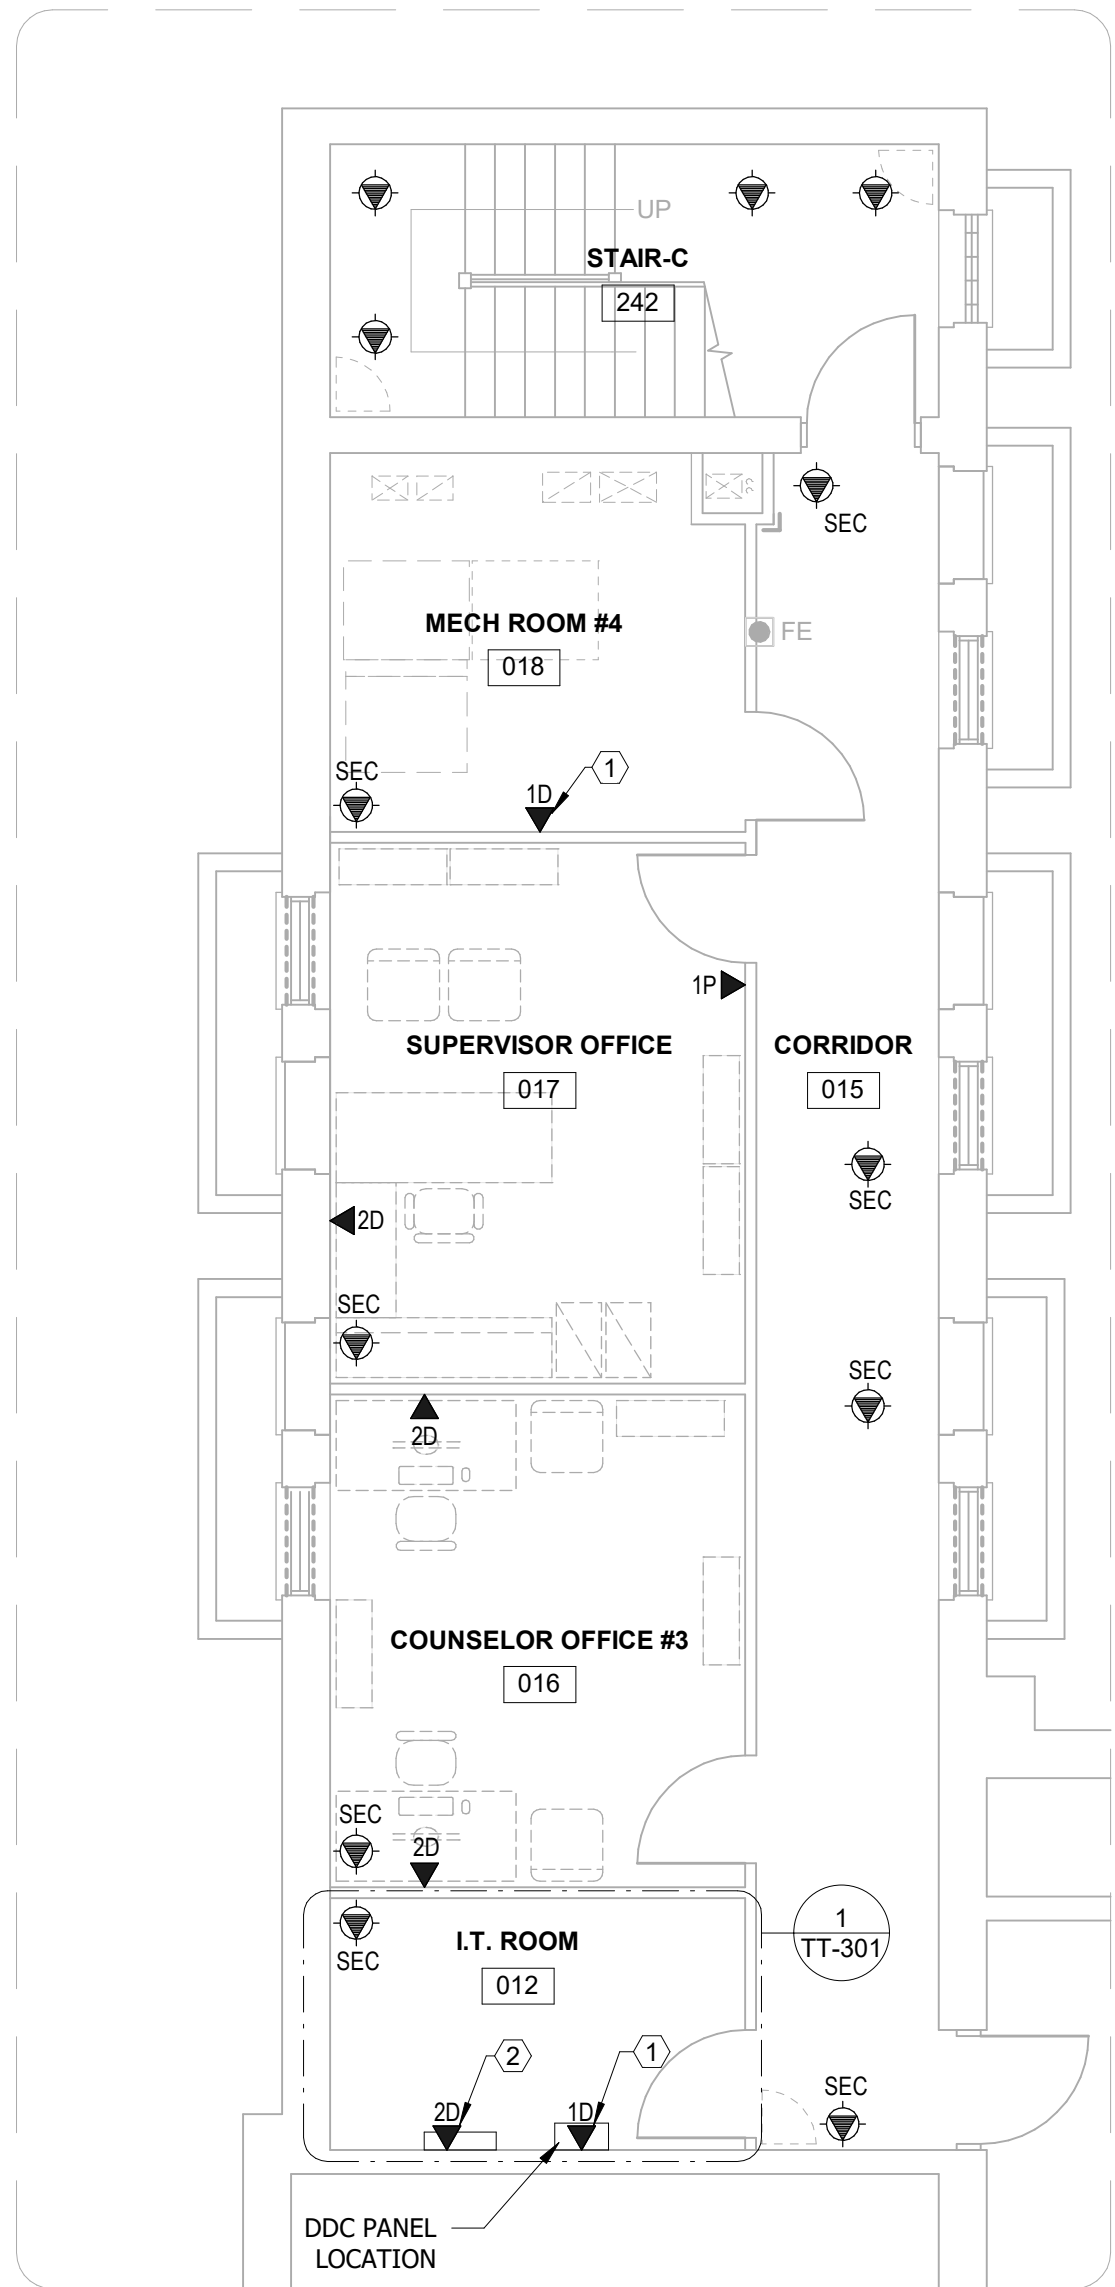 UP
STAIR-C
242
SEC
MECH ROOM #4
018
FE
SEC
1D
1
1P
SUPERVISOR OFFICE
017
CORRIDOR
015
SEC
2D
SEC
SEC
2D
COUNSELOR OFFICE #3
016
SEC
2D
I.T. ROOM
012
SEC
1
TT-301
2
1
2D
1D
SEC
DDC PANEL
LOCATION